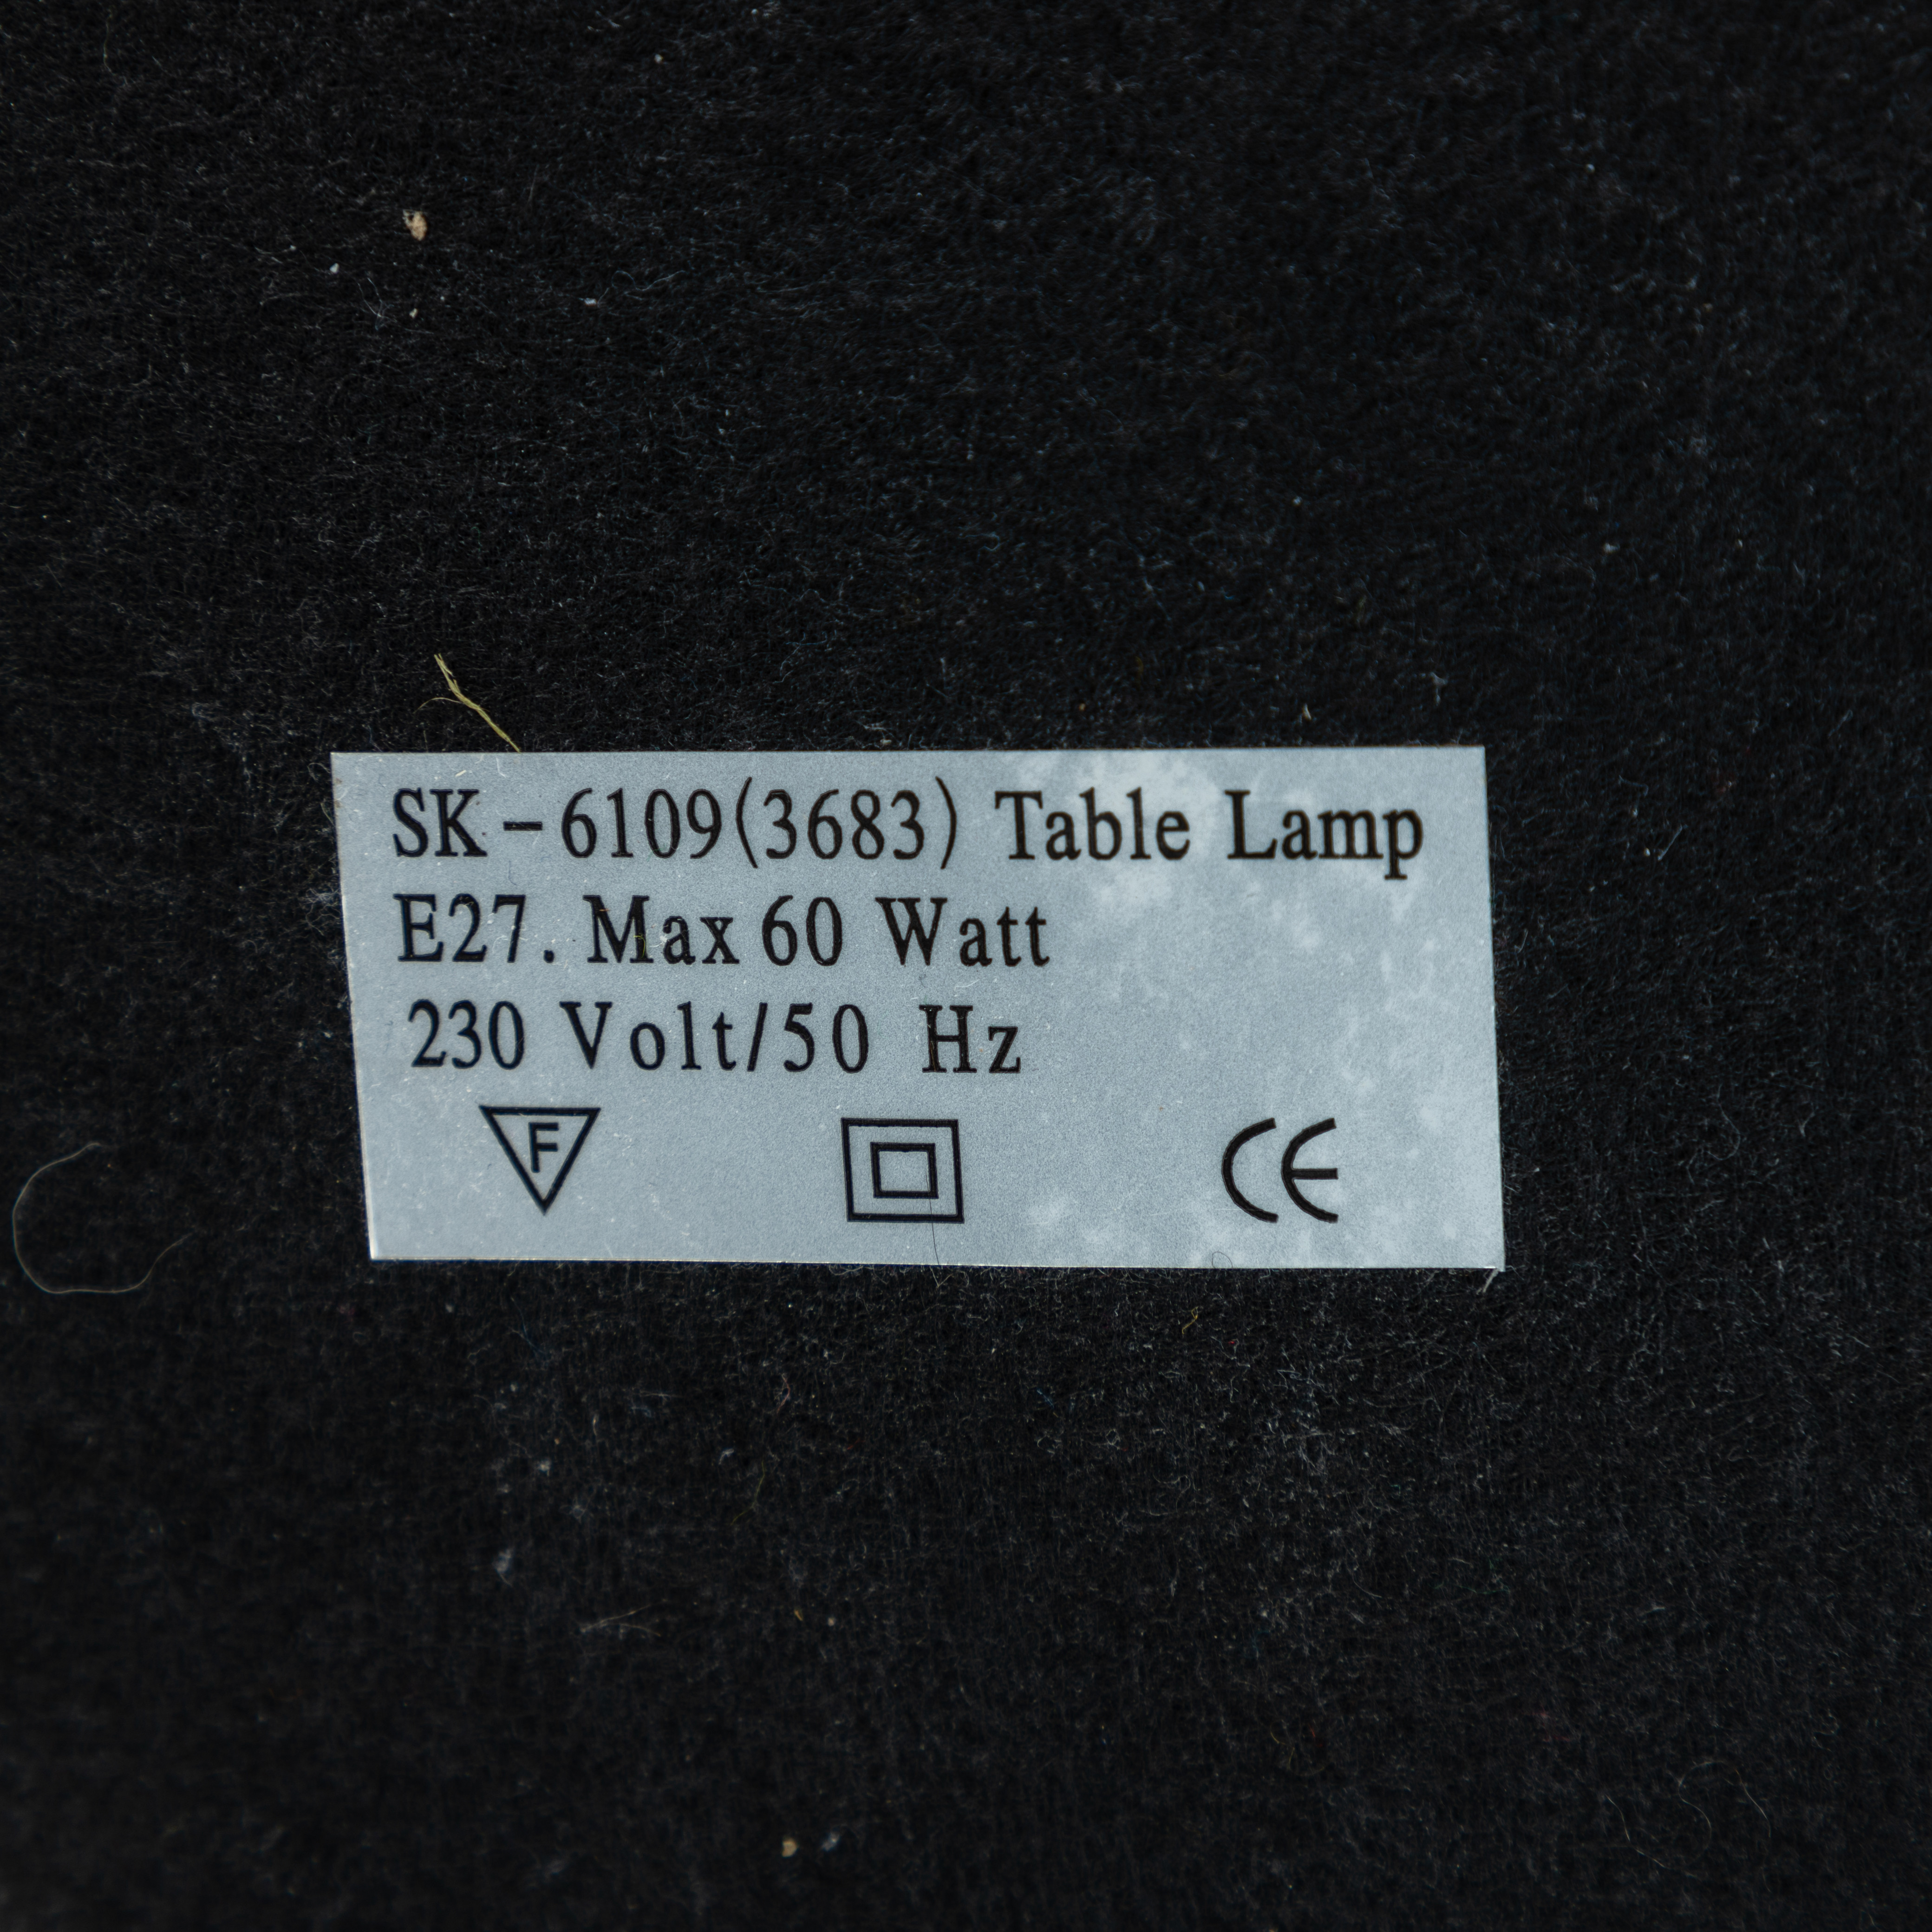 SK-6109(3683) Table Lamp
E27. Max 60 Watt
230 Volt/50 Hz
F CE